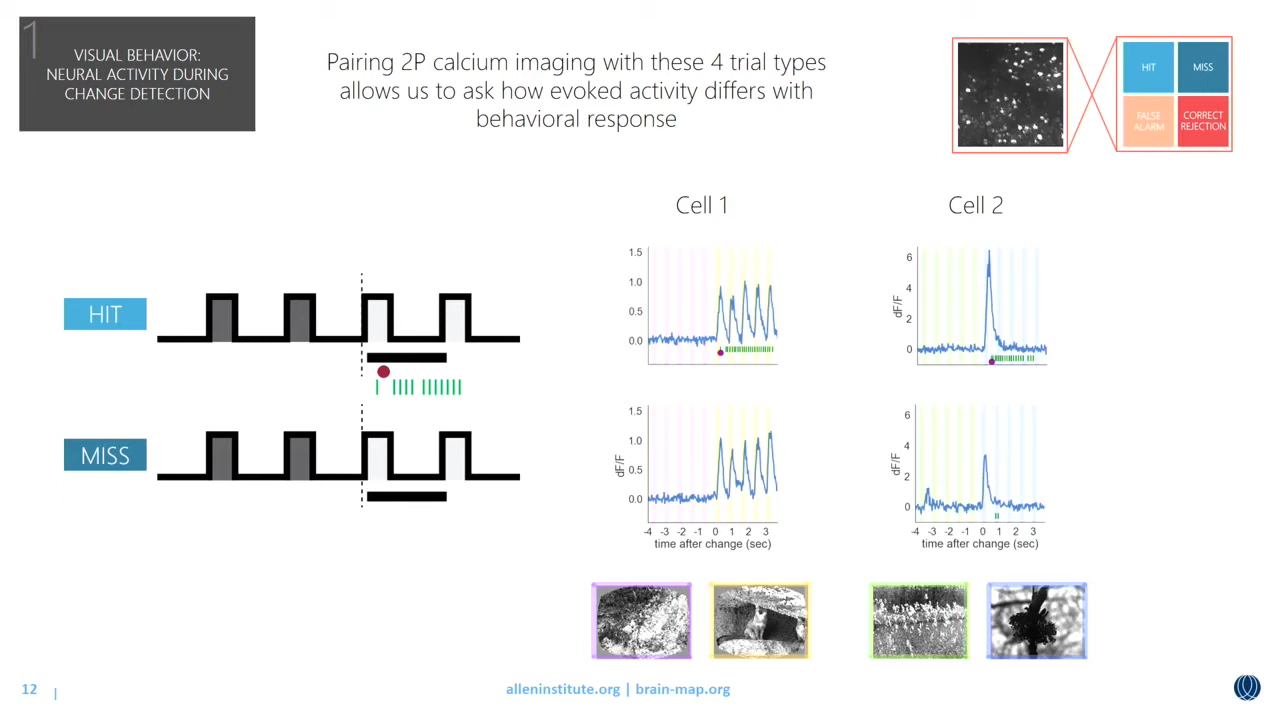 1
VISUAL BEHAVIOR:
NEURAL ACTIVITY DURING
CHANGE DETECTION
Pairing 2P calcium imaging with these 4 trial types
allows us to ask how evoked activity differs with
behavioral response
HIT
MISS
FALSE
ALARM
CORRECT
REJECTION
HIT
MISS
Cell 1
1.5
1.0
0.5
0.0
dF/F
1.5
1.0
0.5
0.0
-4 -3 -2 -1 0 1 2 3
time after change (sec)
Cell 2
dF/F
6
4
2
0
dF/F
6
4
2
0
-4 -3 -2 -1 0 1 2 3
time after change (sec)
12 |
alleninstitute.org | brain-map.org